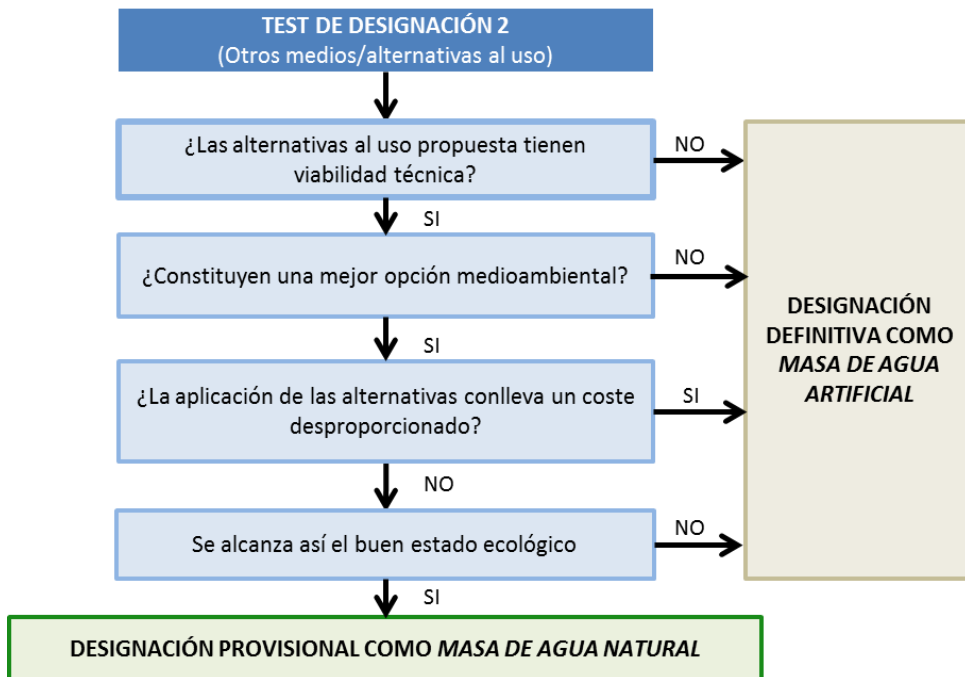 TEST DE DESIGNACIÓN 2
(Otros medios/alternativas al uso)
¿Las alternativas al uso propuesta tienen
viabilidad técnica?
NO
SI
¿Constituyen una mejor opción medioambiental?
NO
SI
¿La aplicación de las alternativas conlleva un coste
desproporcionado?
SI
NO
Se alcanza así el buen estado ecológico
NO
SI
DESIGNACIÓN
DEFINITIVA COMO
MASA DE AGUA
ARTIFICIAL
DESIGNACIÓN PROVISIONAL COMO MASA DE AGUA NATURAL